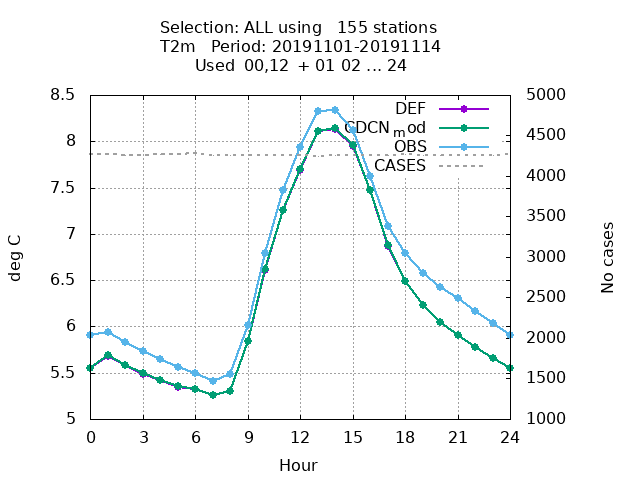 Selection: ALL using   155 stations
T2m   Period: 20191101-20191114
Used  00,12  + 01 02 ... 24
8.5
8
7.5
7
6.5
6
5.5
5
5000
4500
4000
3500
3000
2500
2000
1500
1000
DEF
CDCN_mod
OBS
CASES
deg C
No cases
0 3 6 9 12 15 18 21 24
Hour